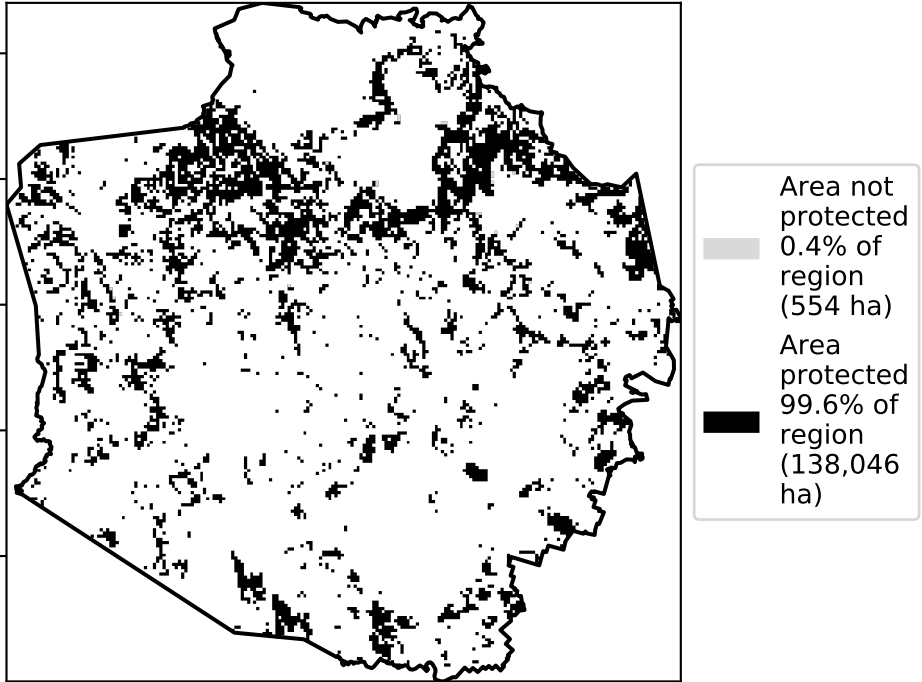 Area not
protected
0.4% of
region
(554 ha)
Area
protected
99.6% of
region
(138,046
ha)